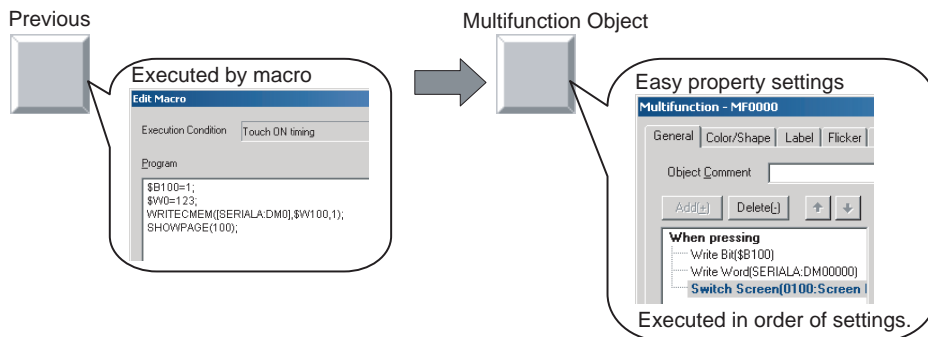 Previous
Executed by macro
Edit Macro
Execution Condition Touch ON timing
Program
$B100=1;
$W0=123;
WRITECMEM([SERIALA:DM0],$W100,1);
SHOWPAGE(100);
Multifunction Object
Easy property settings
Multifunction - MF0000
General Color/Shape Label Flicker
Object Comment
Add(+) Delete(-)
When pressing
Write Bit($B100)
Write Word(SERIALA:DM00000)
Switch Screen(0100:Screen
Executed in order of settings.